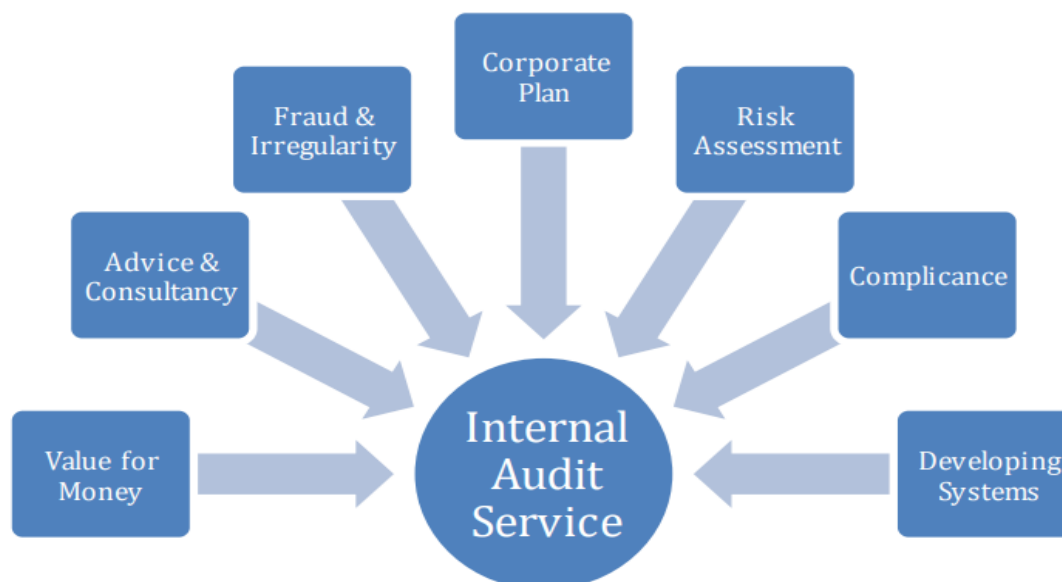 Corporate
Plan
Fraud &
Irregularity
Risk
Assessment
Advice &
Consultancy
Complicance
Value for
Money
Internal
Audit
Service
Developing
Systems